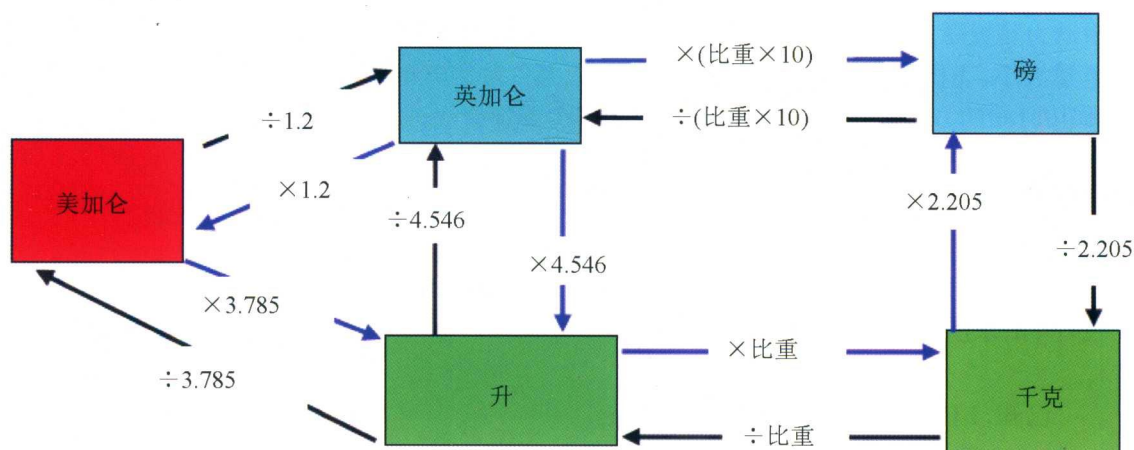 ×(比重×10)
磅
英加仑
÷1.2
÷(比重×10)
×1.2
美加仑
÷4.546
×2.205
×4.546
÷2.205
×3.785
×比重
÷3.785
升
千克
÷比重